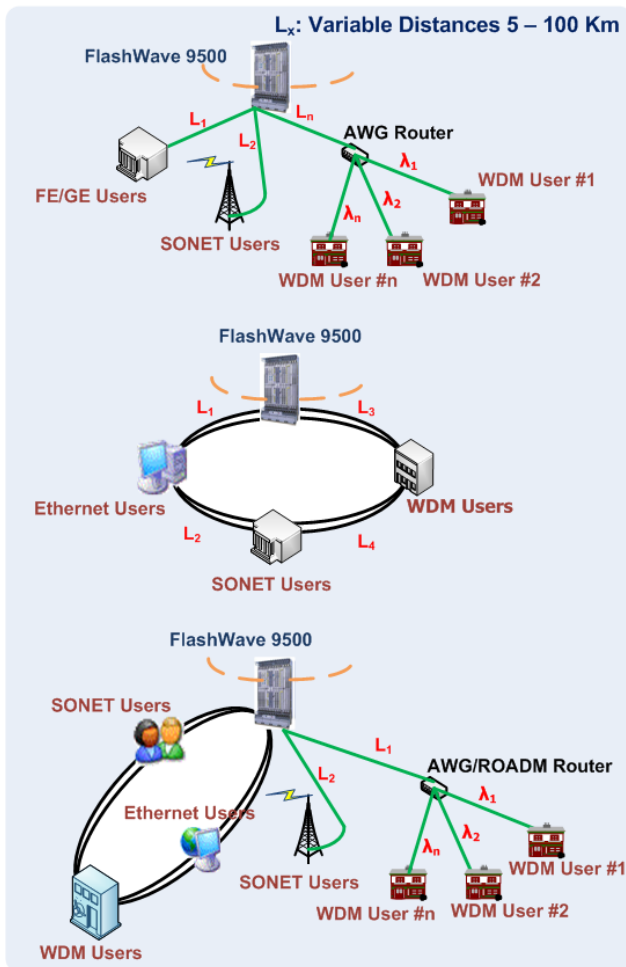 Lx: Variable Distances 5 – 100 Km
FlashWave 9500
L1
Ln
L2
AWG Router
λ1
FE/GE Users
WDM User #1
λ2
λn
SONET Users
WDM User #n
WDM User #2
FlashWave 9500
L1
L3
Ethernet Users
WDM Users
L2
L4
SONET Users
FlashWave 9500
SONET Users
L1
AWG/ROADM Router
L2
λ1
Ethernet Users
λ2
λn
WDM User #1
SONET Users
WDM User #n
WDM User #2
WDM Users